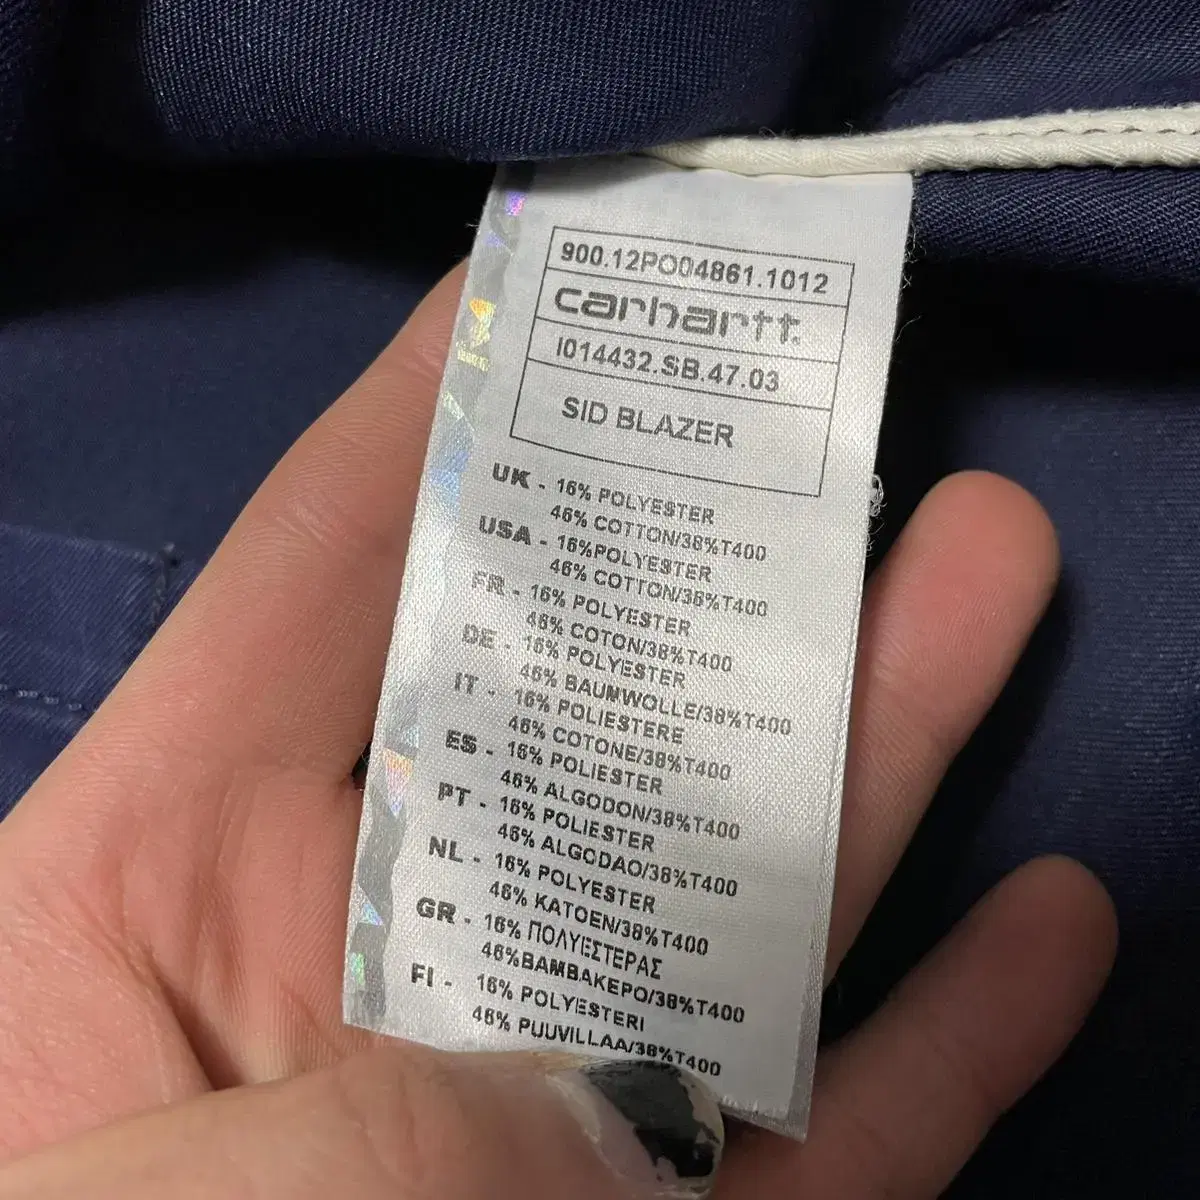 900.12PO04861.1012
carhartt
I014432.SB.47.03
SID BLAZER
UK - 16% POLYESTER
46% COTTON/38%T400
USA - 16%POLYESTER
46% COTTON/38%T400
FR - 16% POLYESTER
46% COTON/38%T400
DE - 16% POLYESTER
46% BAUMWOLLE/38%T400
IT - 16% POLIESTERE
46% COTONE/38%T400
ES - 16% POLIESTER
46% ALGODON/38%T400
PT - 16% POLIESTER
46% ALGODAO/38%T400
NL - 16% POLYESTER
46% KATOEN/38%T400
GR - 16% ΠΟΛΥΕΣΤΕΡΑΣ
46%ΒΑΜΒΑΚΕΡΟ/38%T400
FI - 16% POLYESTERI
46% PUUVILLAA/38%T400